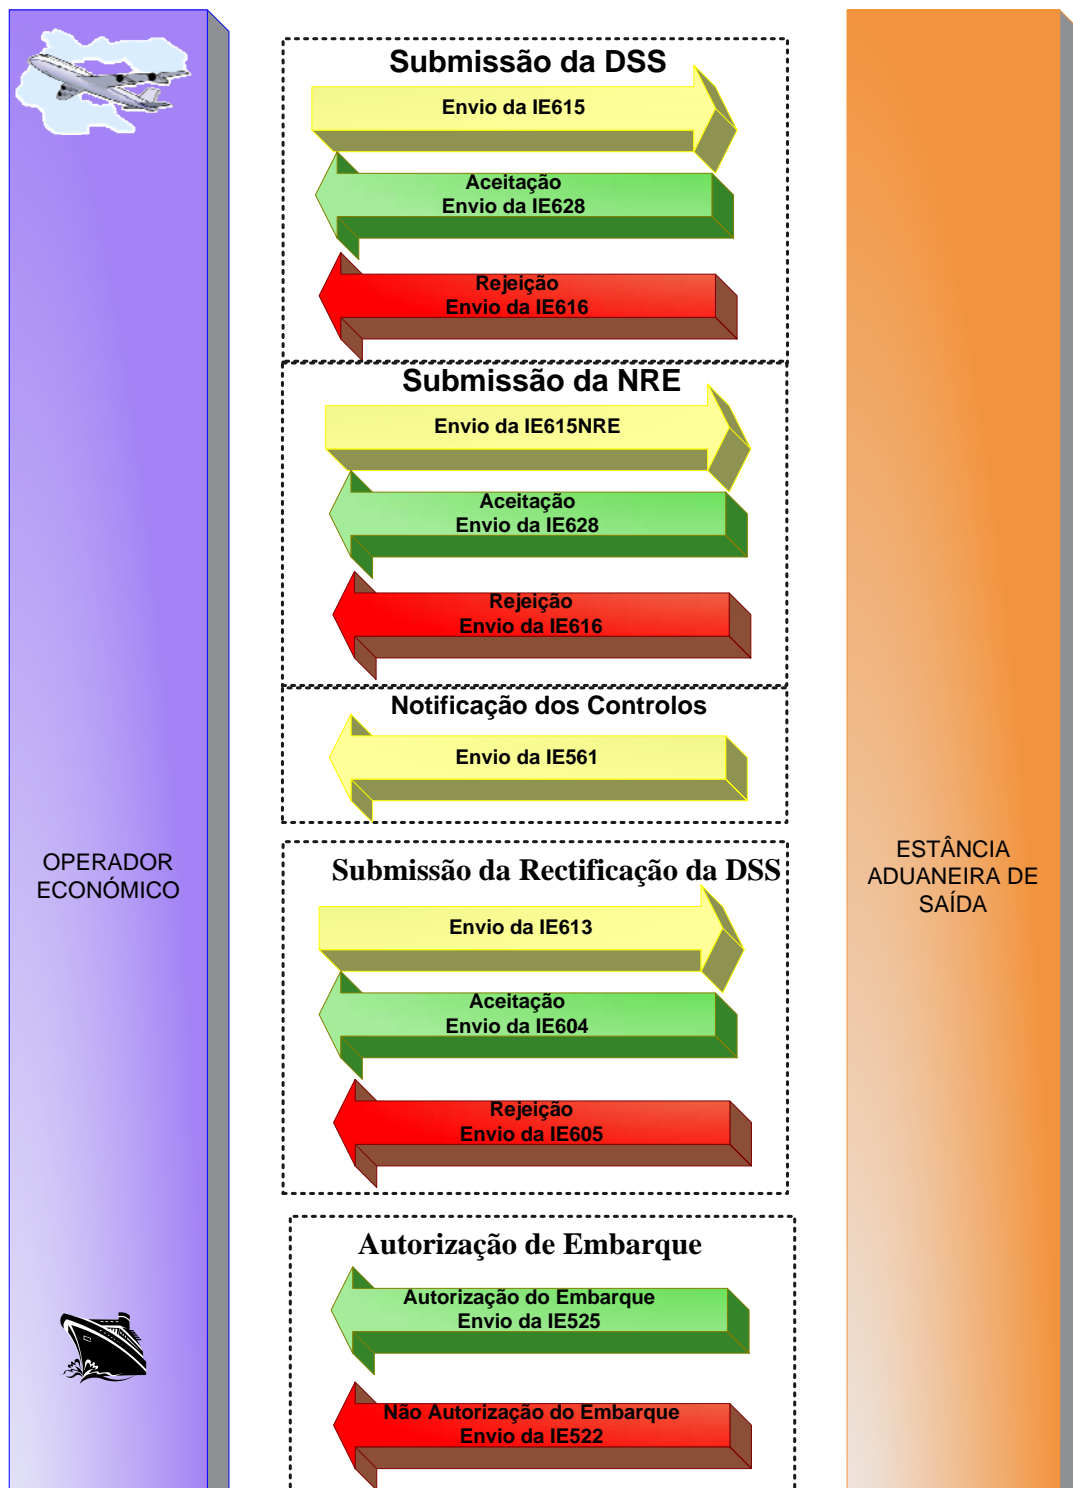 Submissão da DSS
Envio da IE615
Aceitação
Envio da IE628
Rejeição
Envio da IE616
Submissão da NRE
Envio da IE615NRE
Aceitação
Envio da IE628
Rejeição
Envio da IE616
Notificação dos Controlos
Envio da IE561
OPERADOR
ECONÓMICO
ESTÂNCIA
ADUANEIRA DE
SAÍDA
Submissão da Rectificação da DSS
Envio da IE613
Aceitação
Envio da IE604
Rejeição
Envio da IE605
Autorização de Embarque
Autorização do Embarque
Envio da IE525
Não Autorização do Embarque
Envio da IE522